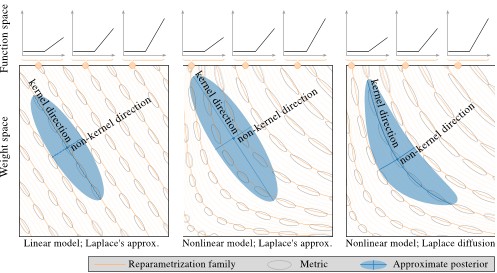 Function space
Weight space
kernel direction
non-kernel direction
kernel direction
non-kernel direction
kernel direction
non-kernel direction
Linear model; Laplace's approx.
Nonlinear model; Laplace's approx.
Nonlinear model; Laplace diffusion
Reparametrization family
Metric
Approximate posterior